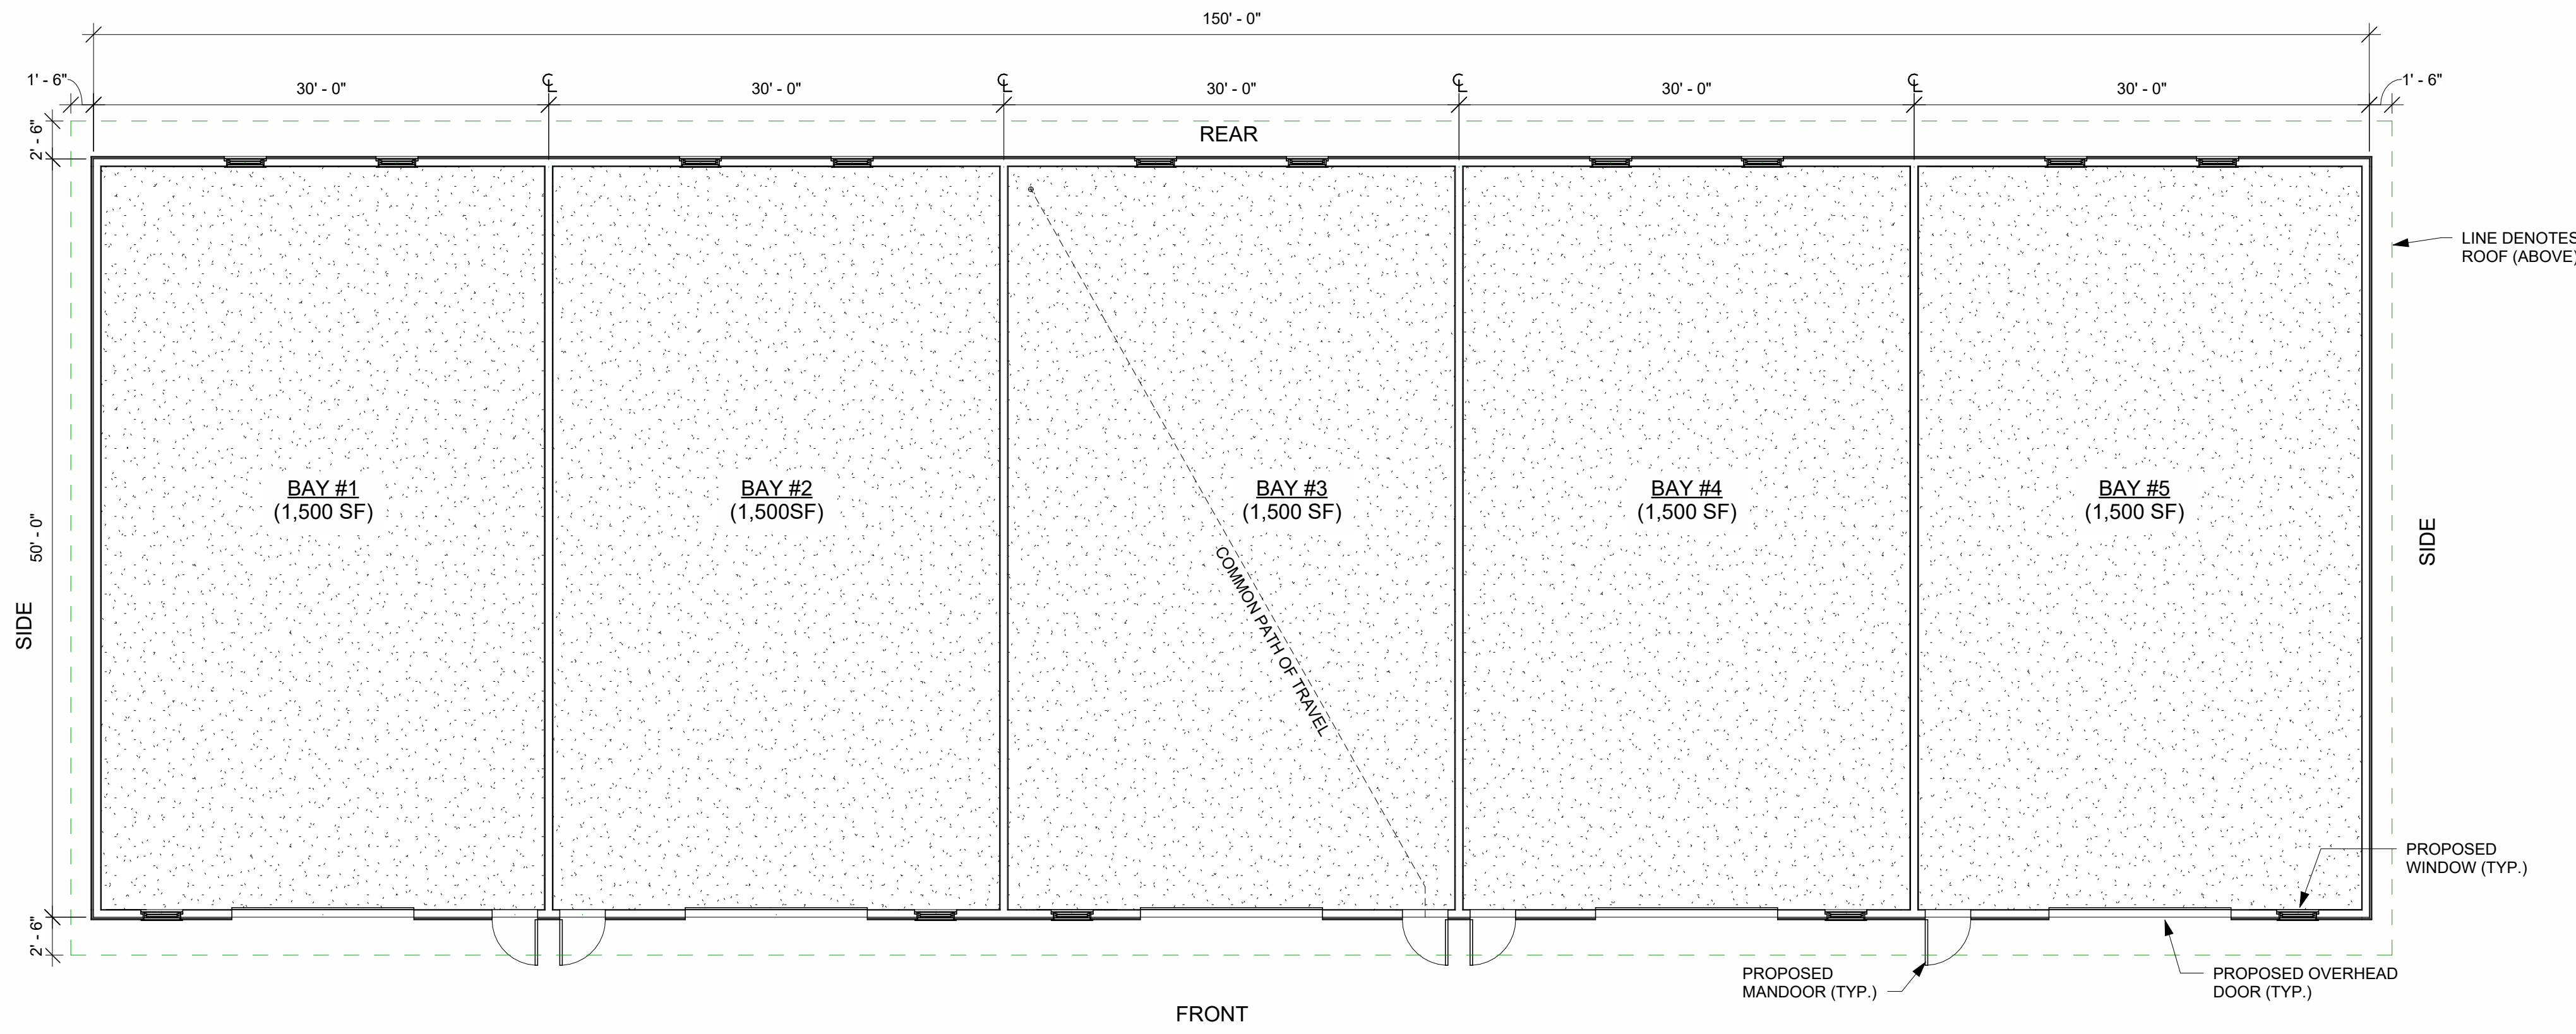 150' - 0"
1' - 6"
30' - 0"
℄
30' - 0"
℄
30' - 0"
℄
30' - 0"
℄
30' - 0"
1' - 6"
2' - 6"
REAR
LINE DENOTES
ROOF (ABOVE)
BAY #1
(1,500 SF)
BAY #2
(1,500SF)
BAY #3
(1,500 SF)
BAY #4
(1,500 SF)
BAY #5
(1,500 SF)
50' - 0"
SIDE
SIDE
COMMON PATH OF TRAVEL
PROPOSED
WINDOW (TYP.)
2' - 6"
PROPOSED
MANDOOR (TYP.)
PROPOSED OVERHEAD
DOOR (TYP.)
FRONT